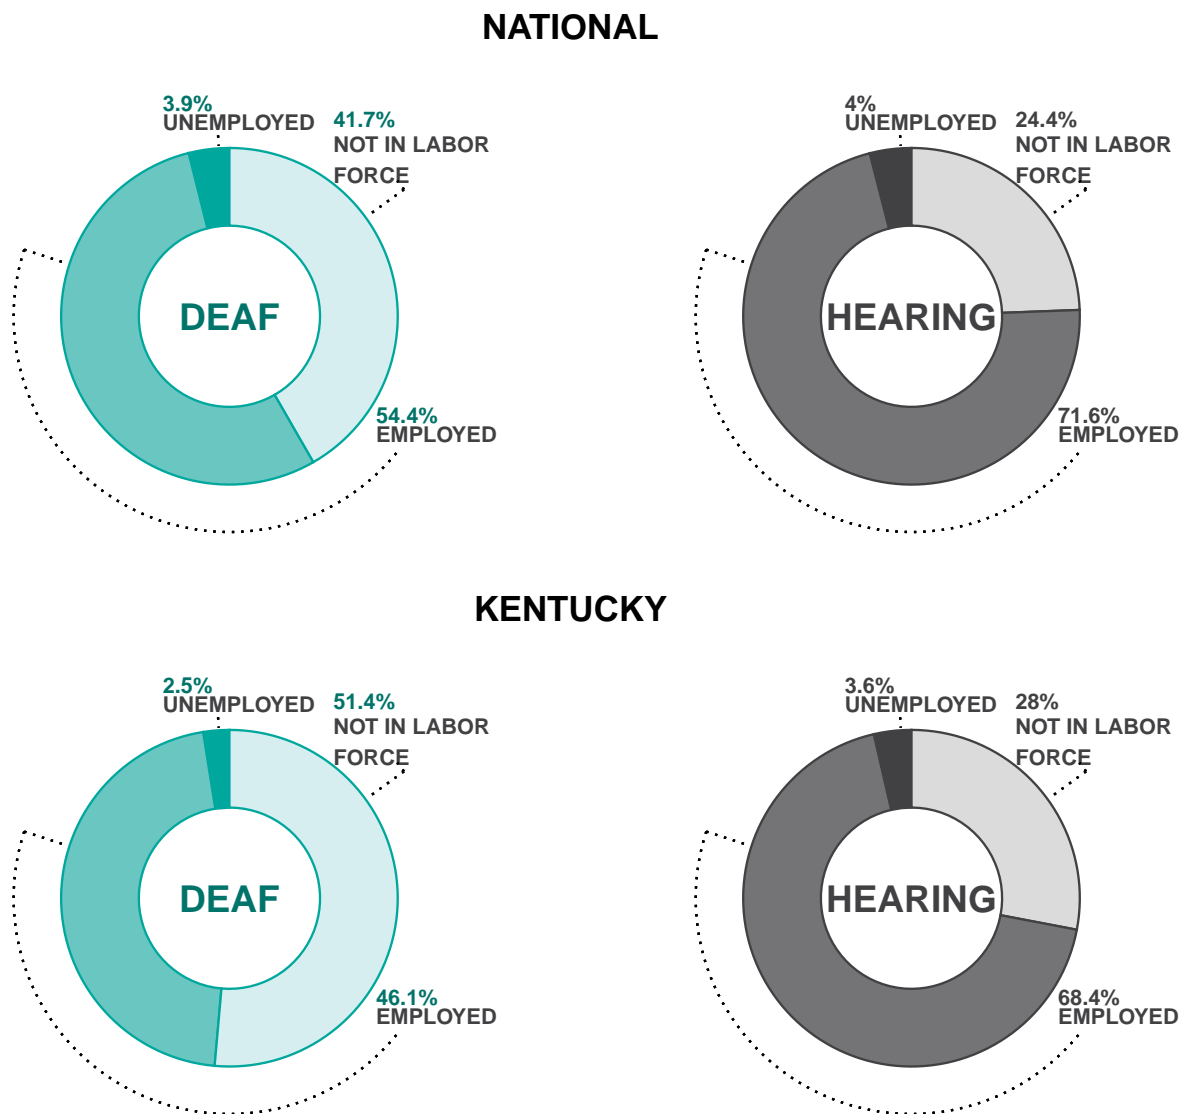 NATIONAL
3.9%
UNEMPLOYED
41.7%
NOT IN LABOR
FORCE
DEAF
54.4%
EMPLOYED
4%
UNEMPLOYED
24.4%
NOT IN LABOR
FORCE
HEARING
71.6%
EMPLOYED
KENTUCKY
2.5%
UNEMPLOYED
51.4%
NOT IN LABOR
FORCE
DEAF
46.1%
EMPLOYED
3.6%
UNEMPLOYED
28%
NOT IN LABOR
FORCE
HEARING
68.4%
EMPLOYED